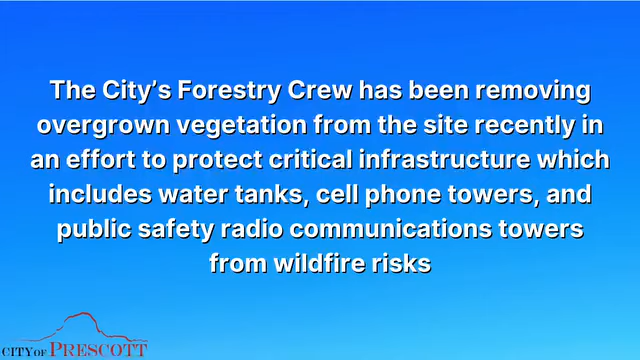 The City's Forestry Crew has been removing
overgrown vegetation from the site recently in
an effort to protect critical infrastructure which
includes water tanks, cell phone towers, and
public safety radio communications towers
from wildfire risks
CITY OF PRESCOTT